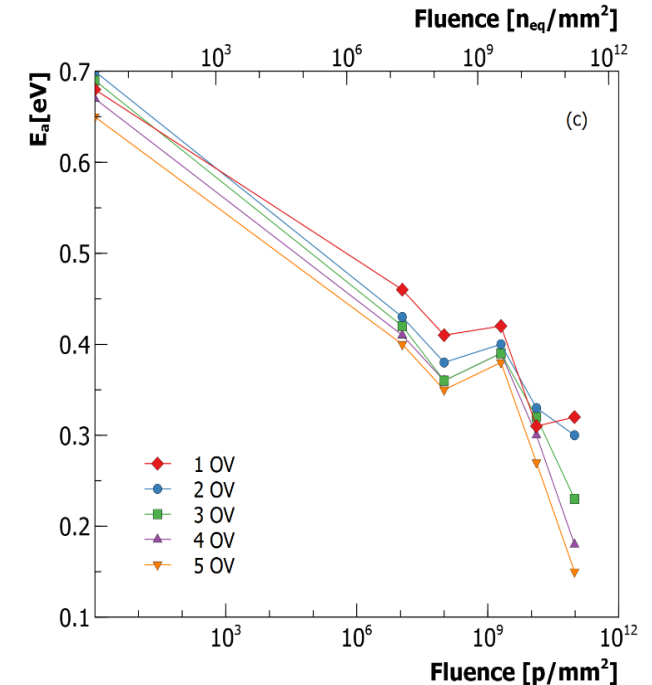 Fluence [n_eq/mm²]
10³ 10⁶ 10⁹ 10¹²
E_a[eV]
0.7
(c)
0.6
0.5
0.4
0.3
1 OV
2 OV
3 OV
4 OV
5 OV
0.2
0.1
10³ 10⁶ 10⁹ 10¹²
Fluence [p/mm²]